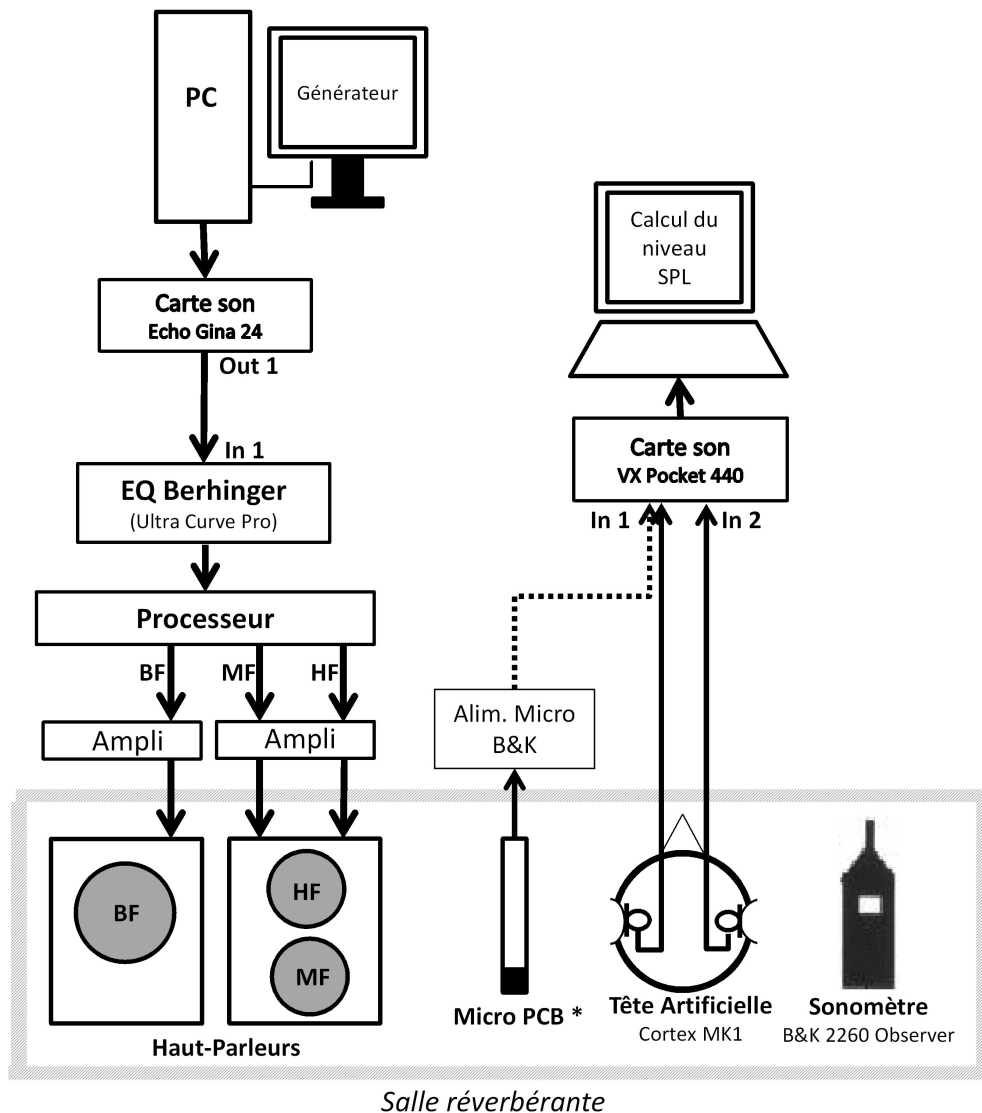 PC
Générateur
Carte son
Echo Gina 24
Out 1
In 1
EQ Berhinger
(Ultra Curve Pro)
Processeur
BF
MF
HF
Ampli
Ampli
BF
HF
MF
Haut-Parleurs
Calcul du
niveau
SPL
Carte son
VX Pocket 440
In 1
In 2
Alim. Micro
B&K
Micro PCB *
Tête Artificielle
Cortex MK1
Sonomètre
B&K 2260 Observer
Salle réverbérante